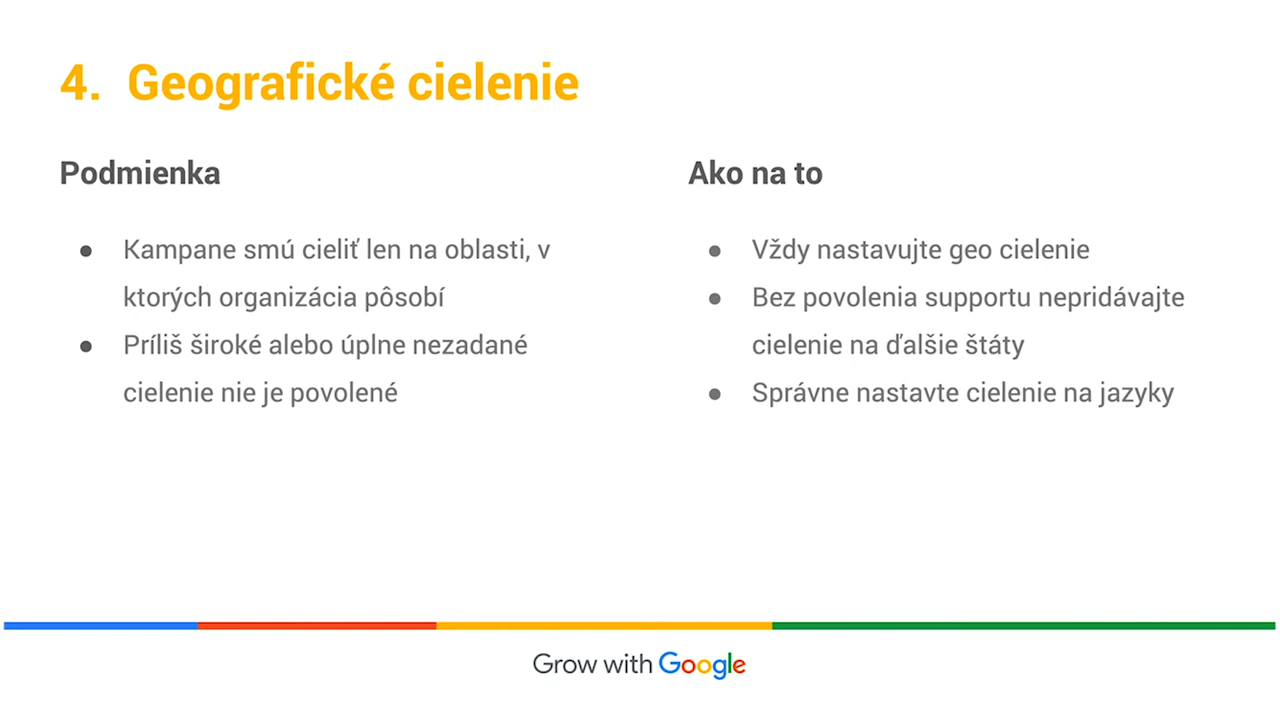 4. Geografické cielenie
Podmienka
● Kampane smú cieliť len na oblasti, v
ktorých organizácia pôsobí
● Príliš široké alebo úplne nezadané
cielenie nie je povolené
Ako na to
● Vždy nastavujte geo cielenie
● Bez povolenia supportu nepridávajte
cielenie na ďalšie štáty
● Správne nastavte cielenie na jazyky
Grow with Google